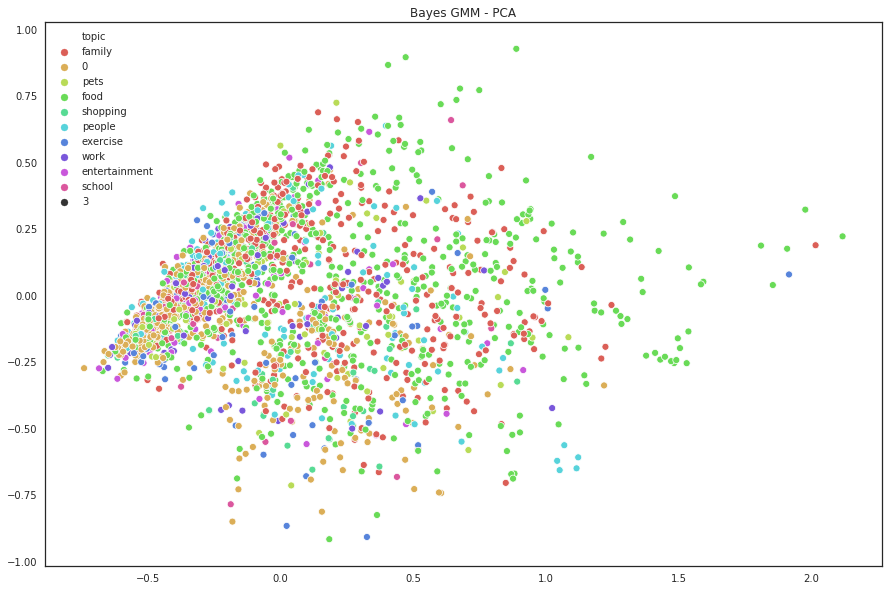 Bayes GMM - PCA
1.00
0.75
0.50
0.25
0.00
−0.25
−0.50
−0.75
−1.00
topic
family
0
pets
food
shopping
people
exercise
work
entertainment
school
3
−0.5 0.0 0.5 1.0 1.5 2.0